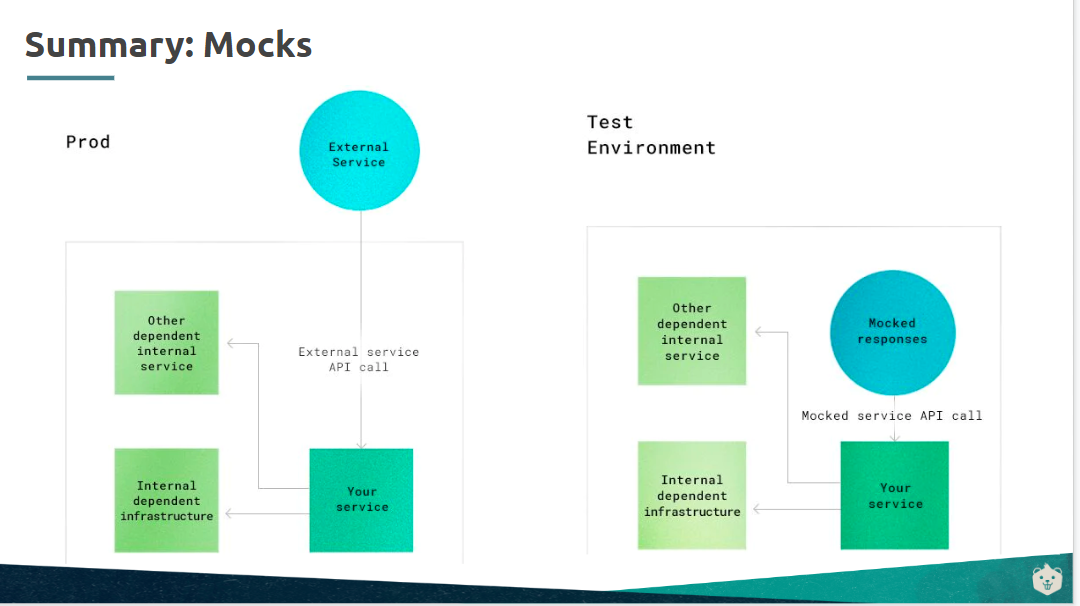 Summary: Mocks
Prod
External
Service
Other
dependent
internal
service
External service
API call
Internal
dependent
infrastructure
Your
service
Test
Environment
Other
dependent
internal
service
Mocked
responses
Mocked service API call
Internal
dependent
infrastructure
Your
service